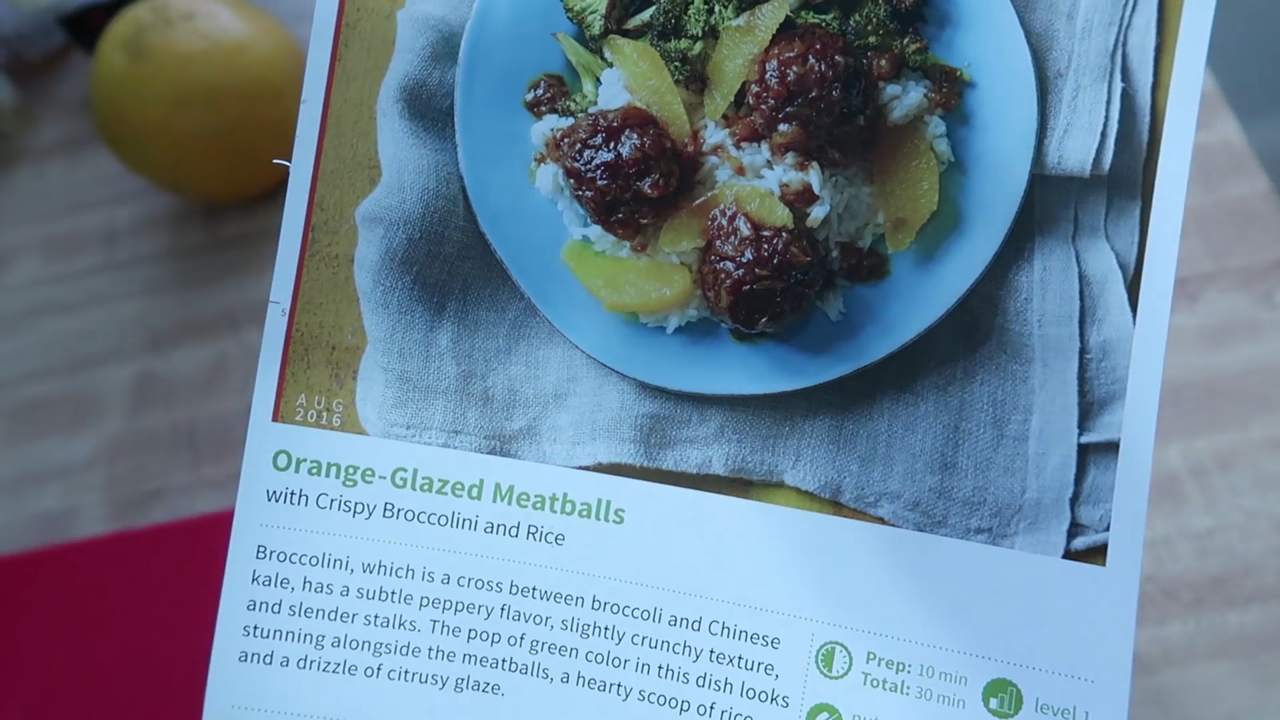 AUG
2016
Orange-Glazed Meatballs
with Crispy Broccolini and Rice
Broccolini, which is a cross between broccoli and Chinese
kale, has a subtle peppery flavor, slightly crunchy texture,
and slender stalks. The pop of green color in this dish looks
stunning alongside the meatballs, a hearty scoop of rice,
and a drizzle of citrusy glaze.
Prep: 10 min
Total: 30 min
level 1